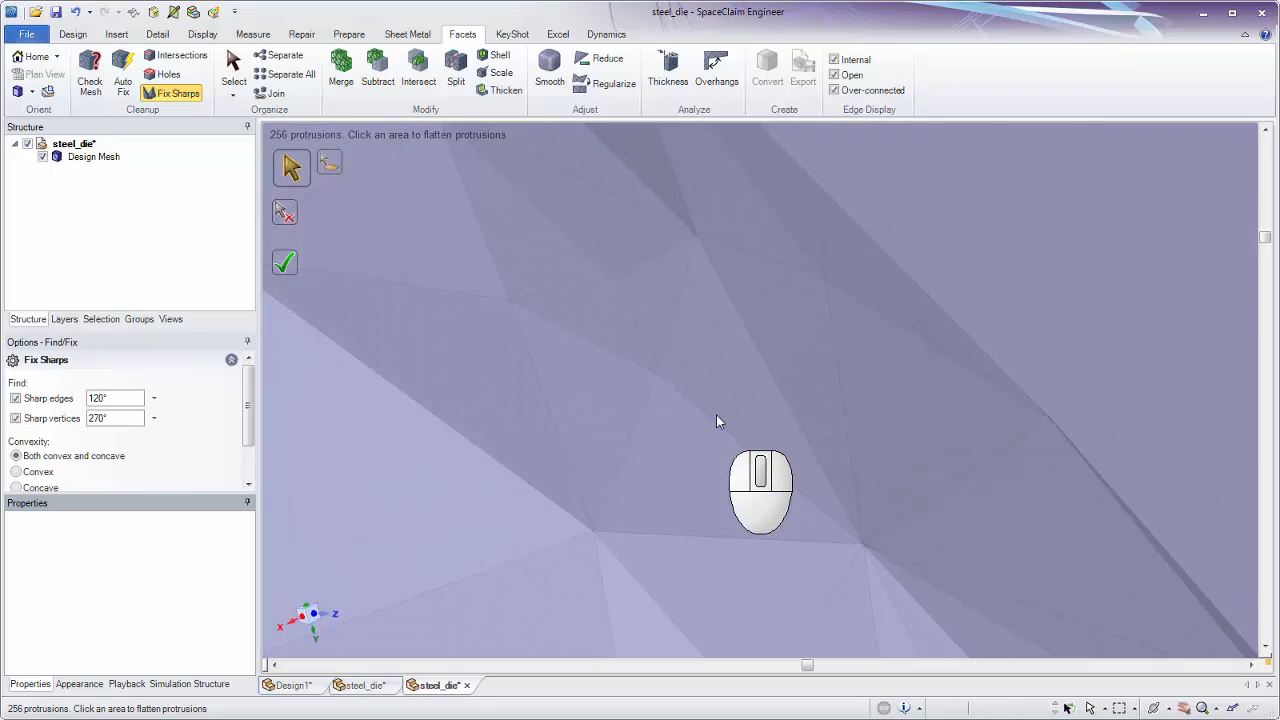 steel_die* - SpaceClaim Engineer
File Design Insert Detail Display Measure Repair Prepare Sheet Metal Facets KeyShot Excel Dynamics
Home
Plan View
Orient
Check Mesh
Auto Fix
Intersections
Holes
Fix Sharps
Cleanup
Select
Separate
Separate All
Join
Organize
Merge
Subtract
Intersect
Split
Shell
Scale
Thicken
Modify
Smooth
Reduce
Regularize
Adjust
Thickness
Overhangs
Analyze
Convert
Export
Create
Internal
Open
Over-connected
Edge Display
Structure
steel_die*
Design Mesh
Structure Layers Selection Groups Views
Options - Find/Fix
Fix Sharps
Find:
Sharp edges 120°
Sharp vertices 270°
Convexity:
Both convex and concave
Convex
Concave
Properties
Properties Appearance Playback Simulation Structure
256 protrusions. Click an area to flatten protrusions
X
Y
Z
Design1* steel_die* steel_die*
256 protrusions. Click an area to flatten protrusions